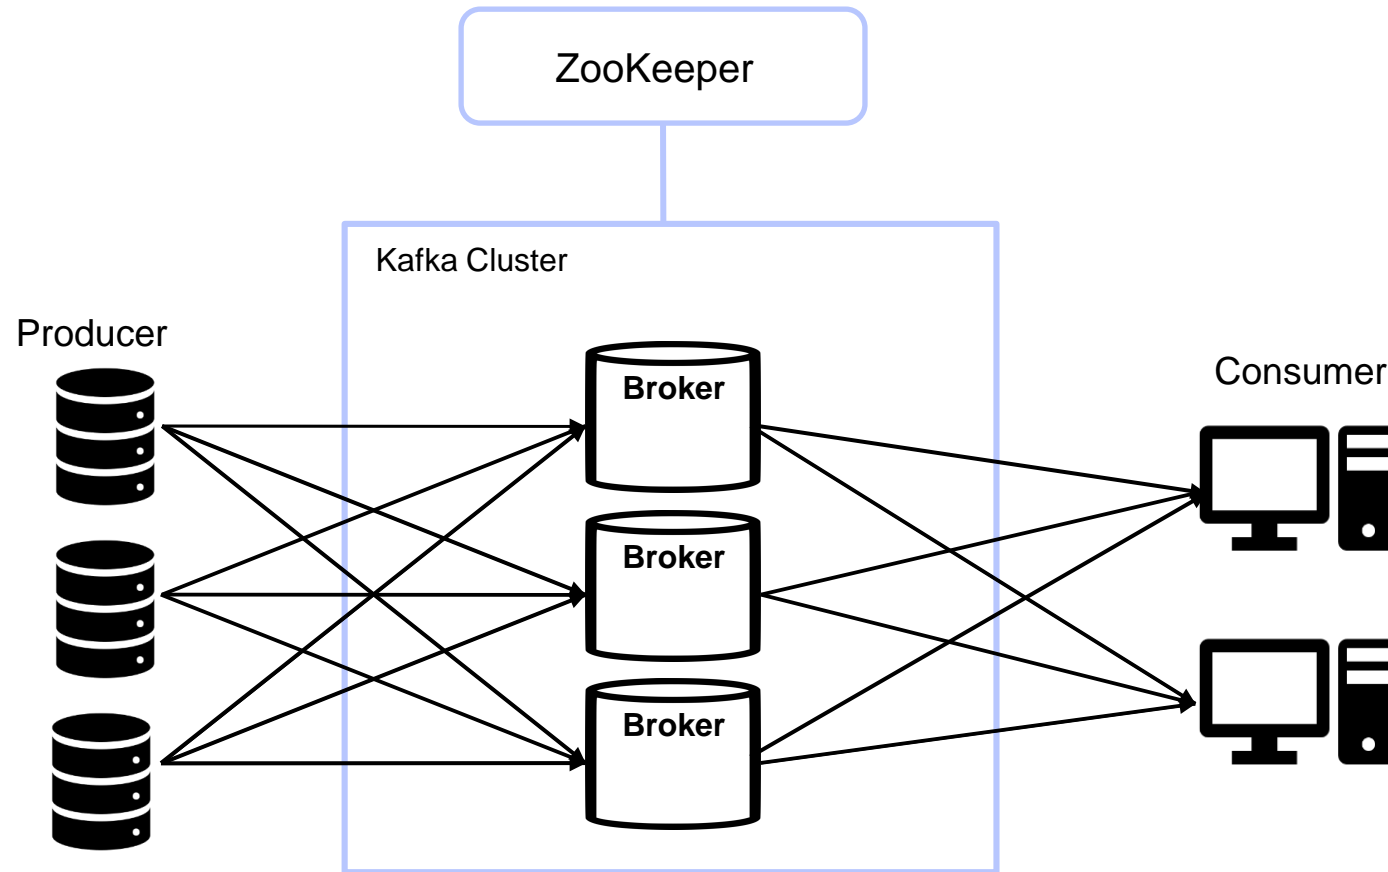 ZooKeeper
Kafka Cluster
Producer
Broker
Consumer
Broker
Broker